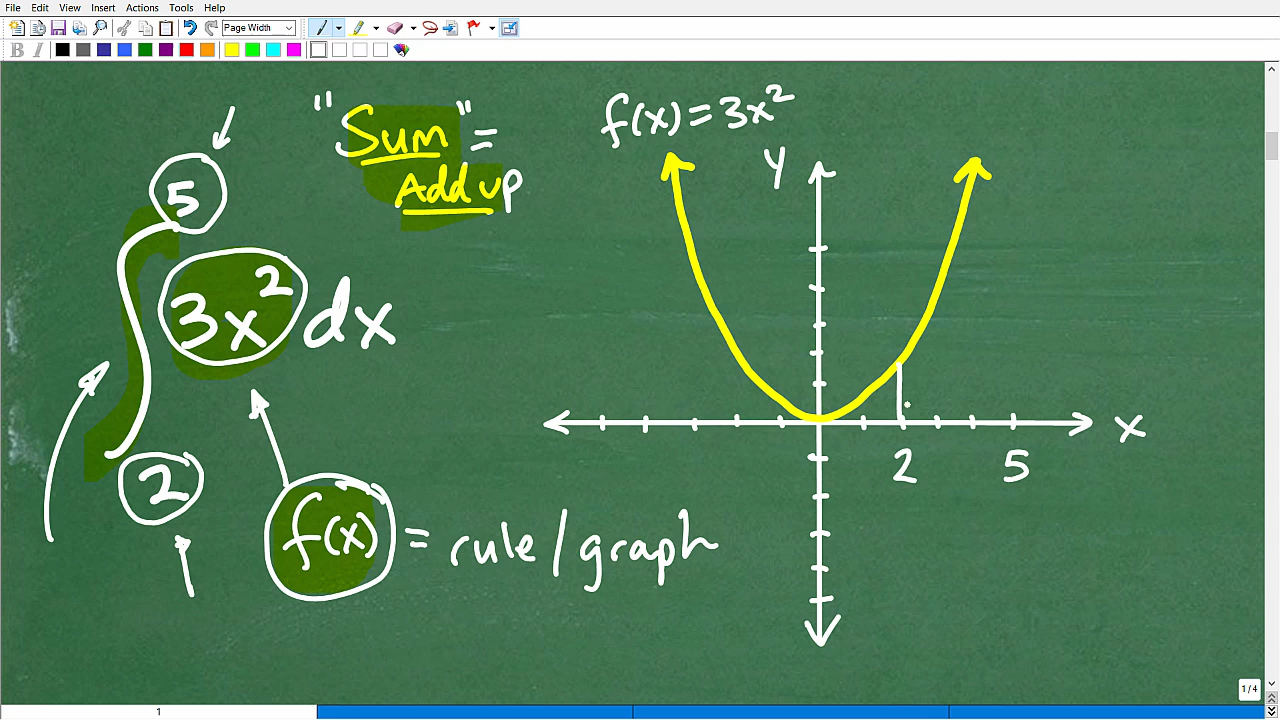 File Edit View Insert Actions Tools Help
Page Width
B I
"Sum" =
Add up
5
∫ 3x² dx
2
f(x) = rule/graph
f(x) = 3x²
Y
x
2 5
1/4
1